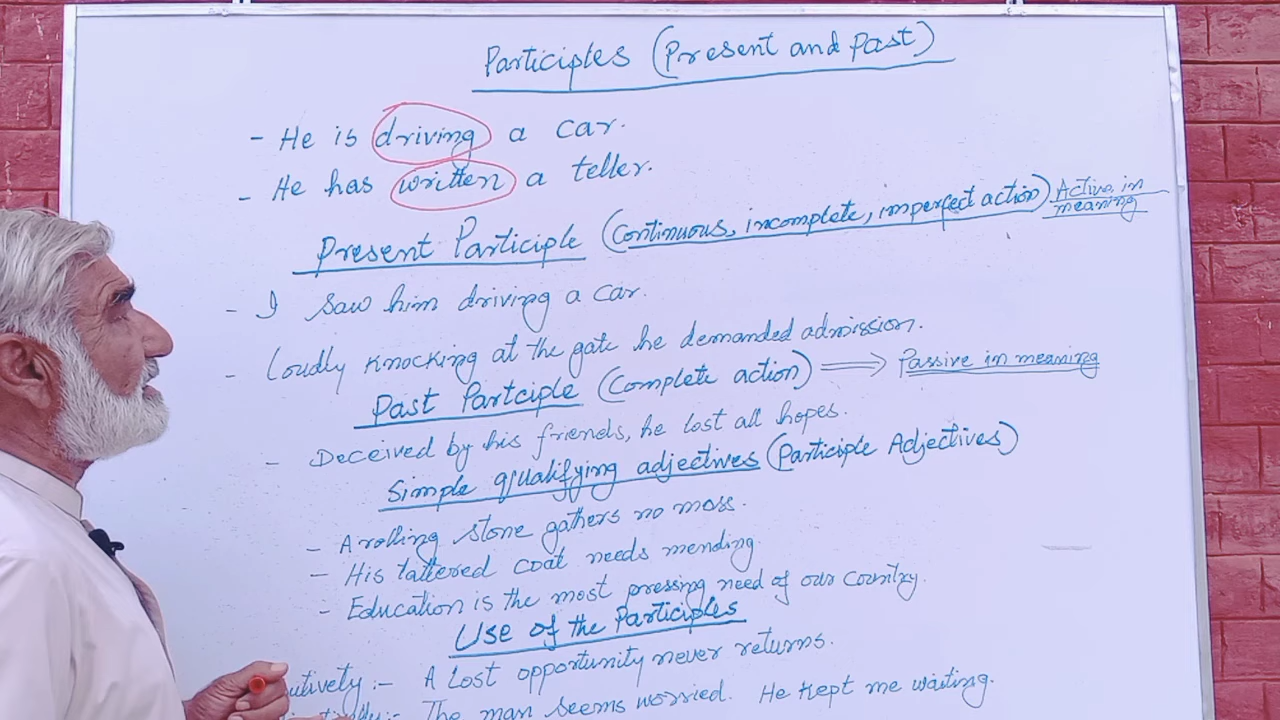 Participles (Present and Past)
- He is driving a car.
- He has written a teller.
Present Participle (Continuous, incomplete, imperfect action) Active in meaning
- I saw him driving a car.
- Loudly knocking at the gate he demanded admission.
Past Partciple (Complete action) ⟹ Passive in meaning
- Deceived by his friends, he lost all hopes.
Simple qualifying adjectives (Participle Adjectives)
- A rolling stone gathers no moss.
- His tattered coat needs mending.
- Education is the most pressing need of our country.
Use of the Participles
utively :- A Lost opportunity never returns.
:- The man seems worried. He kept me waiting.